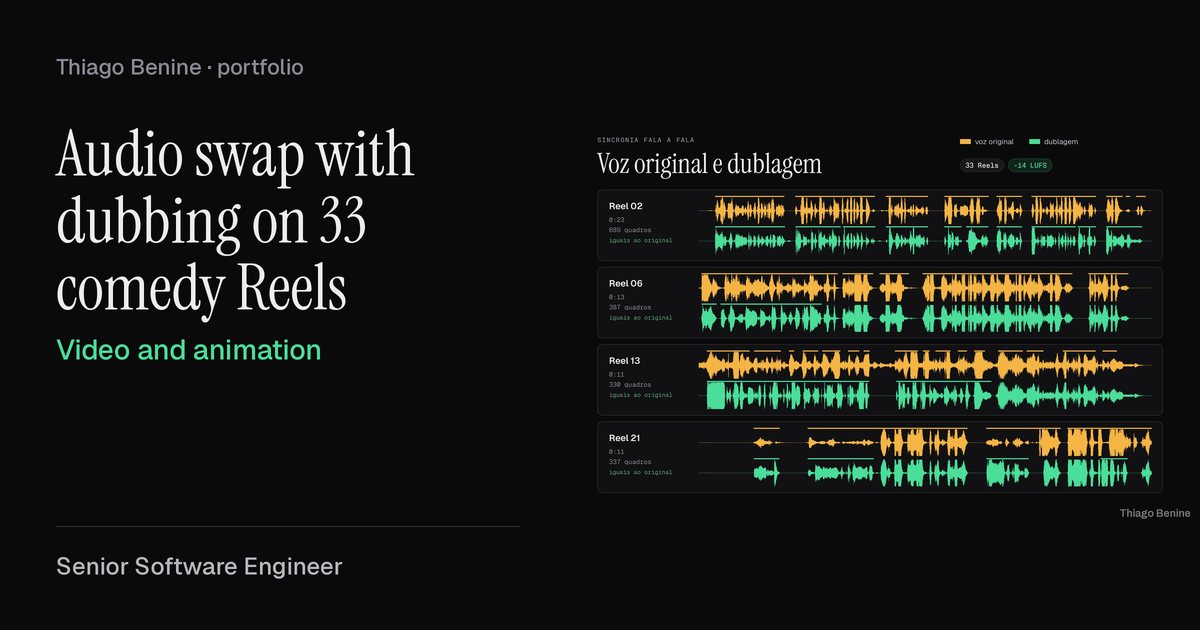 Thiago Benine · portfolio
Audio swap with
dubbing on 33
comedy Reels
Video and animation
Senior Software Engineer
SINCRONIA FALA A FALA
Voz original e dublagem
voz original
dublagem
33 Reels
-14 LUFS
Reel 02
0:23
689 quadros
iguais ao original
Reel 06
0:13
387 quadros
iguais ao original
Reel 13
0:11
330 quadros
iguais ao original
Reel 21
0:11
337 quadros
iguais ao original
Thiago Benine